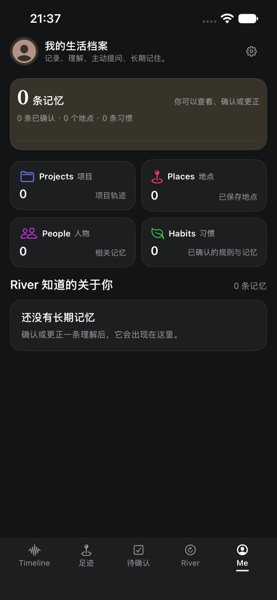 21:37
我的生活档案
记录、理解、主动提问、长期记住。
0 条记忆 你可以查看、确认或更正
0 条已确认 · 0 个地点 · 0 条习惯
Projects 项目
0 项目轨迹
Places 地点
0 已保存地点
People 人物
0 相关记忆
Habits 习惯
0 已确认的规则与记忆
River 知道的关于你 0 条记忆
还没有长期记忆
确认或更正一条理解后，它会出现在这里。
Timeline 足迹 待确认 River Me